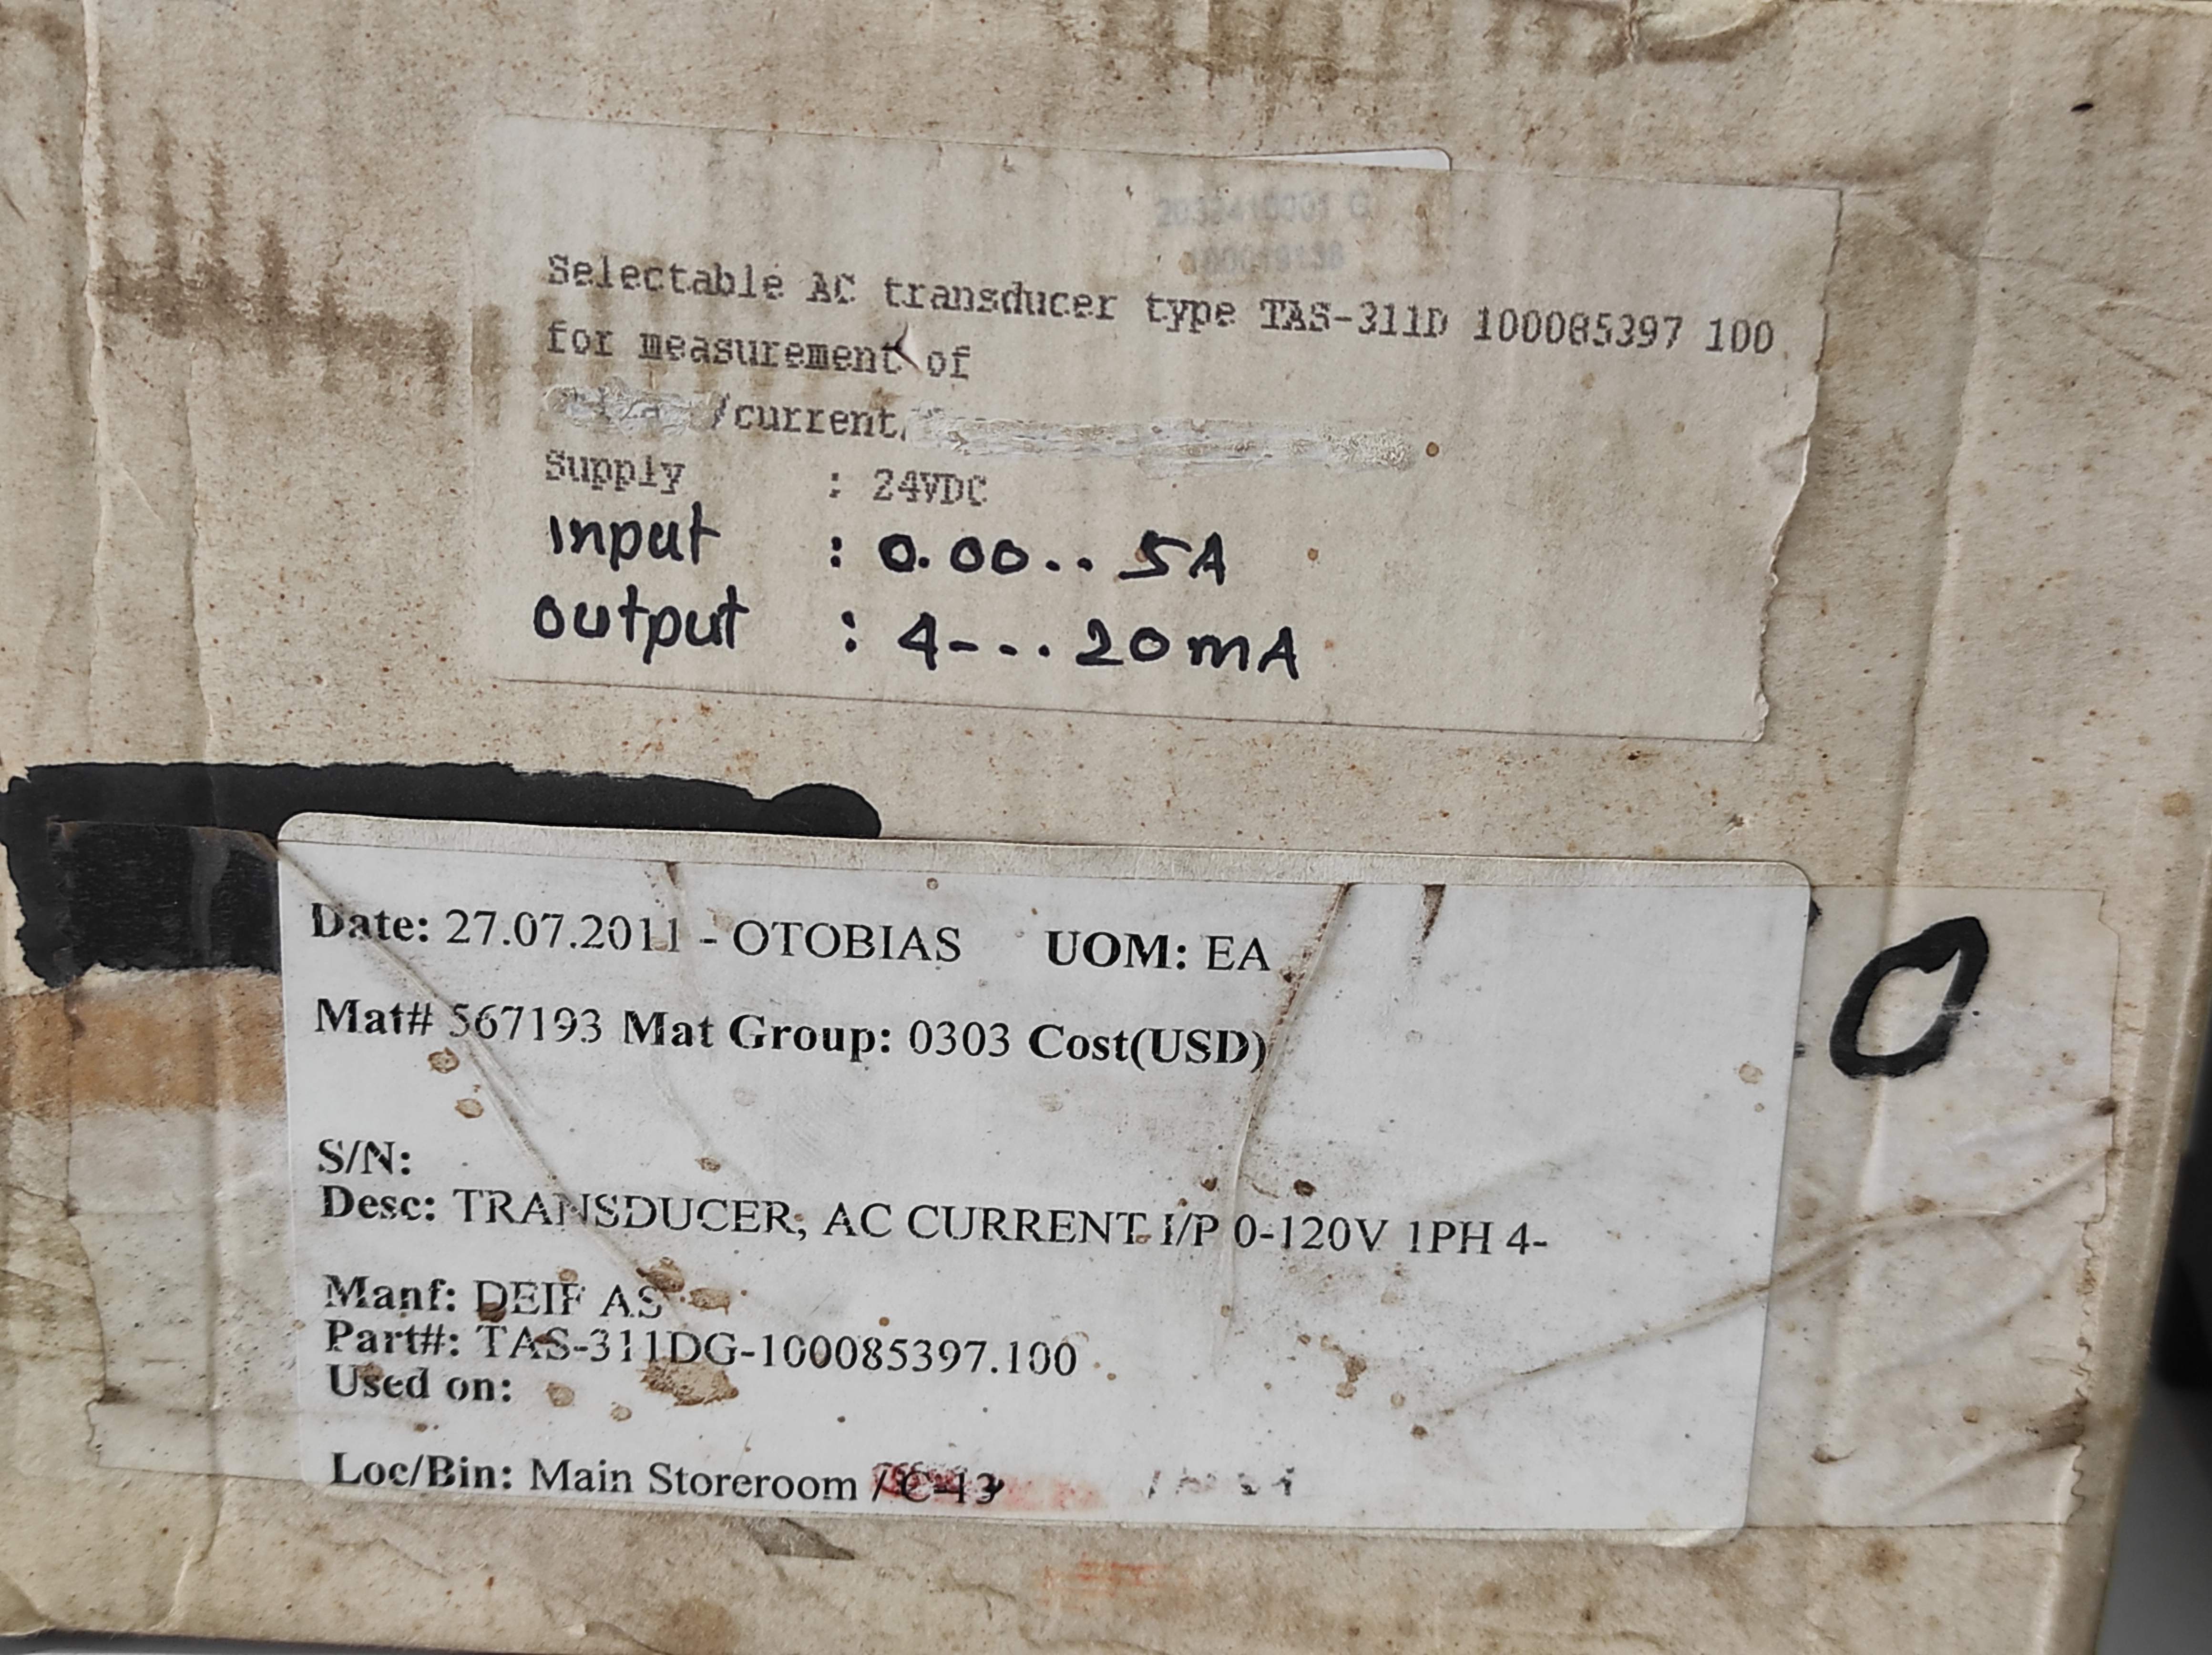 Selectable AC transducer type TAS-311D 100085397 100
for measurement of
/current
Supply : 24VDC
Input : 0.00.. 5A
output : 4-... 20mA
Date: 27.07.2011 - OTOBIAS UOM: EA
Mat# 567193 Mat Group: 0303 Cost(USD)
0
S/N:
Desc: TRANSDUCER, AC CURRENT I/P 0-120V 1PH 4-
Manf: DEIF AS
Part#: TAS-311DG-100085397.100
Used on:
Loc/Bin: Main Storeroom / C-13